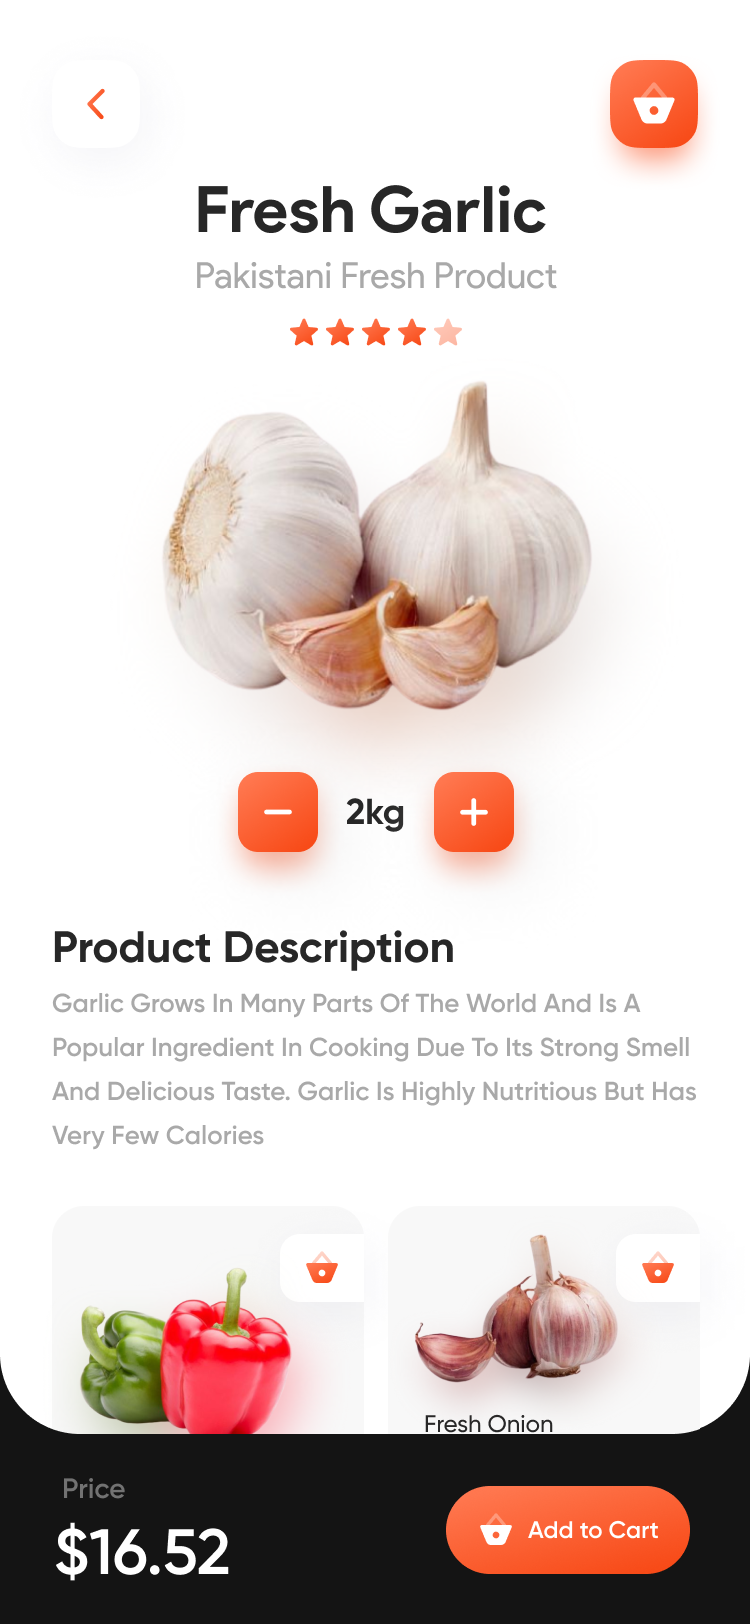 Fresh Garlic
Pakistani Fresh Product
2kg
Product Description
Garlic Grows In Many Parts Of The World And Is A
Popular Ingredient In Cooking Due To Its Strong Smell
And Delicious Taste. Garlic Is Highly Nutritious But Has
Very Few Calories
Fresh Onion
Price
$16.52
Add to Cart